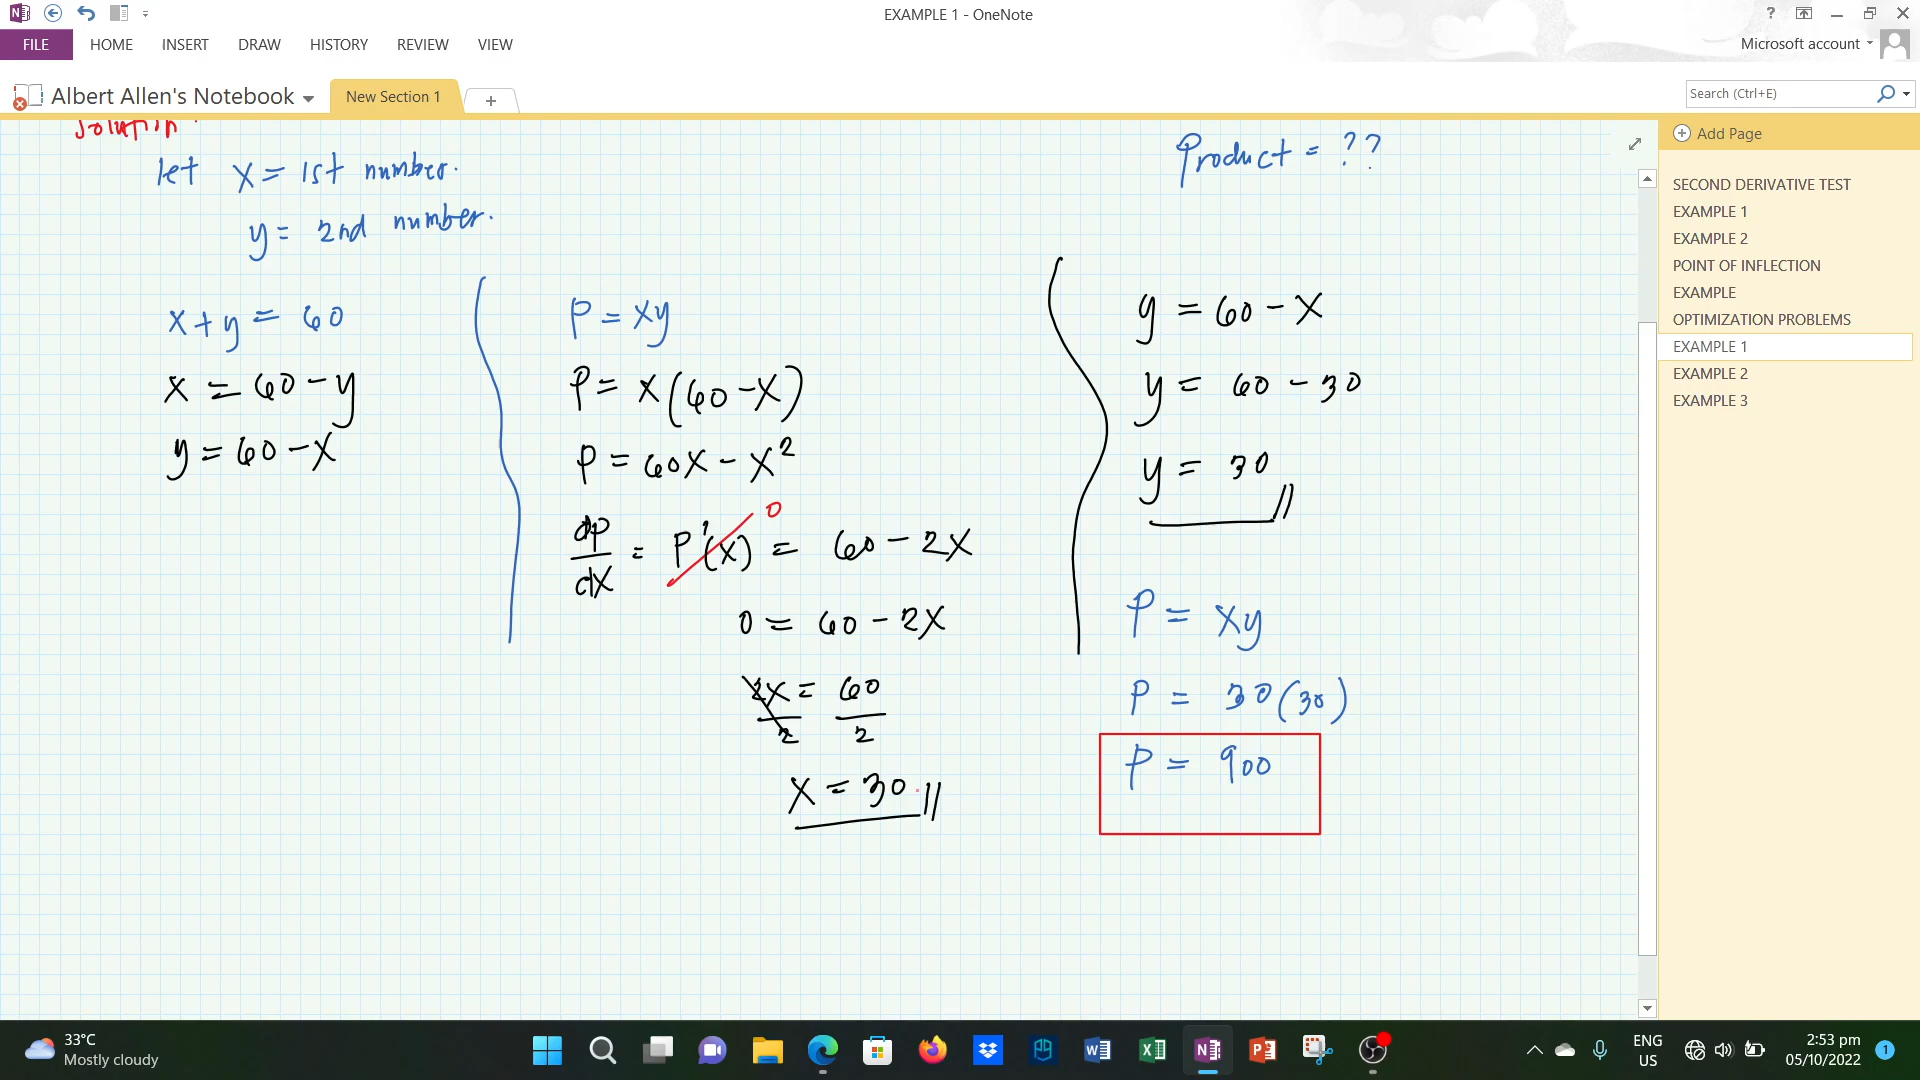 EXAMPLE 1 - OneNote
?
FILE HOME INSERT DRAW HISTORY REVIEW VIEW
Microsoft account
Albert Allen's Notebook
New Section 1
+
Search (Ctrl+E)
Add Page
SECOND DERIVATIVE TEST
EXAMPLE 1
EXAMPLE 2
POINT OF INFLECTION
EXAMPLE
OPTIMIZATION PROBLEMS
EXAMPLE 1
EXAMPLE 2
EXAMPLE 3
Solution:
let x = 1st number.
y = 2nd number.
Product = ??
x + y = 60
x = 60 - y
y = 60 - x
P = xy
P = x(60 - x)
P = 60x - x²
dP/dx = P'(x) = 60 - 2x
0
0 = 60 - 2x
2x/2 = 60/2
x = 30
y = 60 - x
y = 60 - 30
y = 30
P = xy
P = 30(30)
P = 900
33°C
Mostly cloudy
ENG
US
2:53 pm
05/10/2022
1